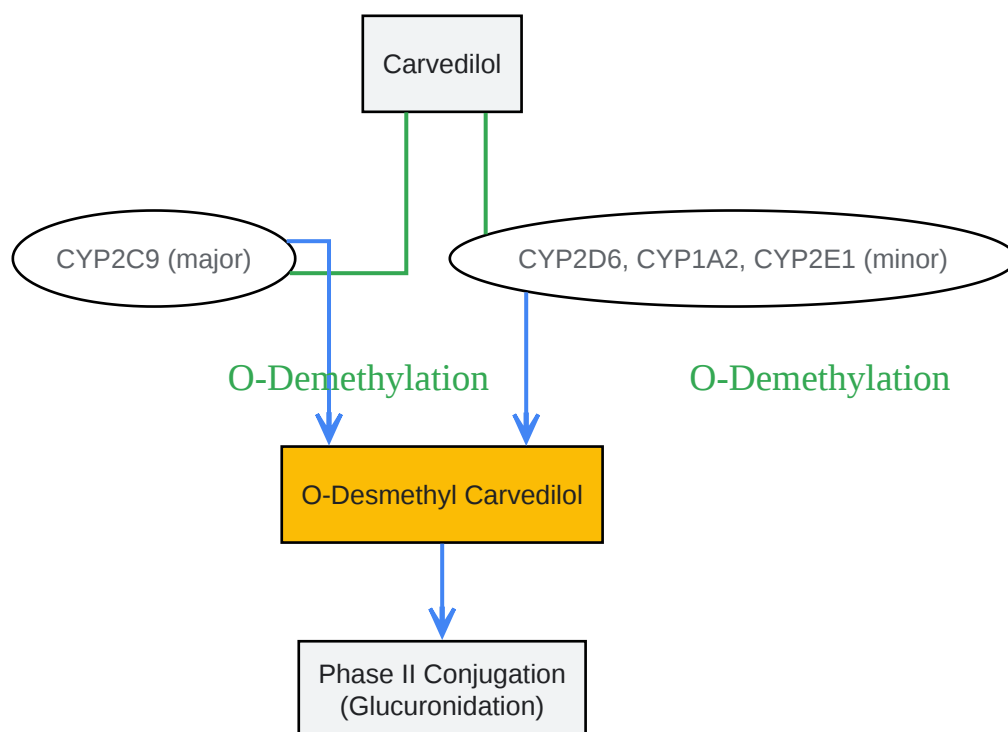 Carvedilol
CYP2C9 (major)
CYP2D6, CYP1A2, CYP2E1 (minor)
O-Demethylation
O-Demethylation
O-Desmethyl Carvedilol
Phase II Conjugation
(Glucuronidation)